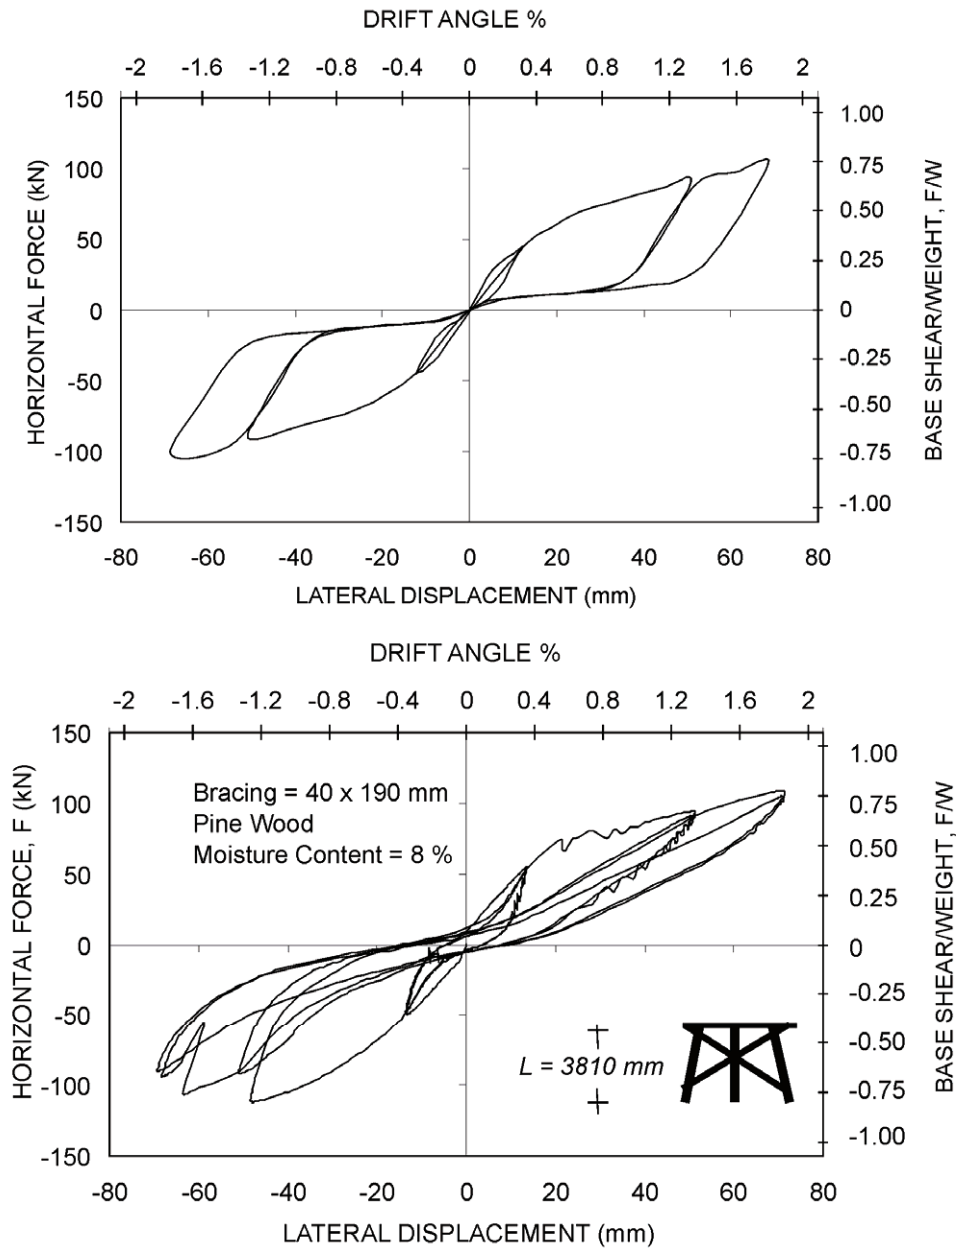 DRIFT ANGLE %
-2 -1.6 -1.2 -0.8 -0.4 0 0.4 0.8 1.2 1.6 2
150
100
50
0
-50
-100
-150
HORIZONTAL FORCE (kN)
1.00
0.75
0.50
0.25
0
-0.25
-0.50
-0.75
-1.00
BASE SHEAR/WEIGHT, F/W
-80 -60 -40 -20 0 20 40 60 80
LATERAL DISPLACEMENT (mm)
DRIFT ANGLE %
-2 -1.6 -1.2 -0.8 -0.4 0 0.4 0.8 1.2 1.6 2
150
100
50
0
-50
-100
-150
HORIZONTAL FORCE, F (kN)
Bracing = 40 x 190 mm
Pine Wood
Moisture Content = 8 %
L = 3810 mm
1.00
0.75
0.50
0.25
0
-0.25
-0.50
-0.75
-1.00
BASE SHEAR/WEIGHT, F/W
-80 -60 -40 -20 0 20 40 60 80
LATERAL DISPLACEMENT (mm)